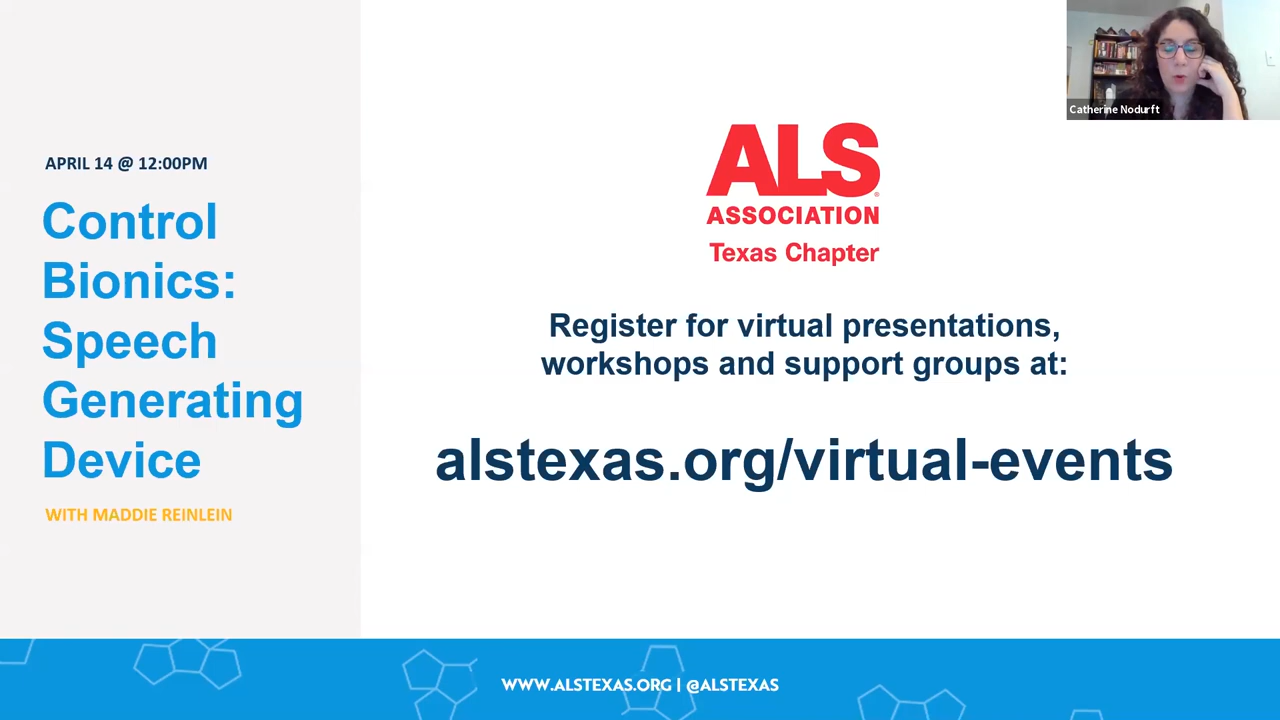 APRIL 14 @ 12:00PM
Control
Bionics:
Speech
Generating
Device
WITH MADDIE REINLEIN
ALS
ASSOCIATION
Texas Chapter
Register for virtual presentations,
workshops and support groups at:
alstexas.org/virtual-events
Catherine Nodurft
WWW.ALSTEXAS.ORG | @ALSTEXAS